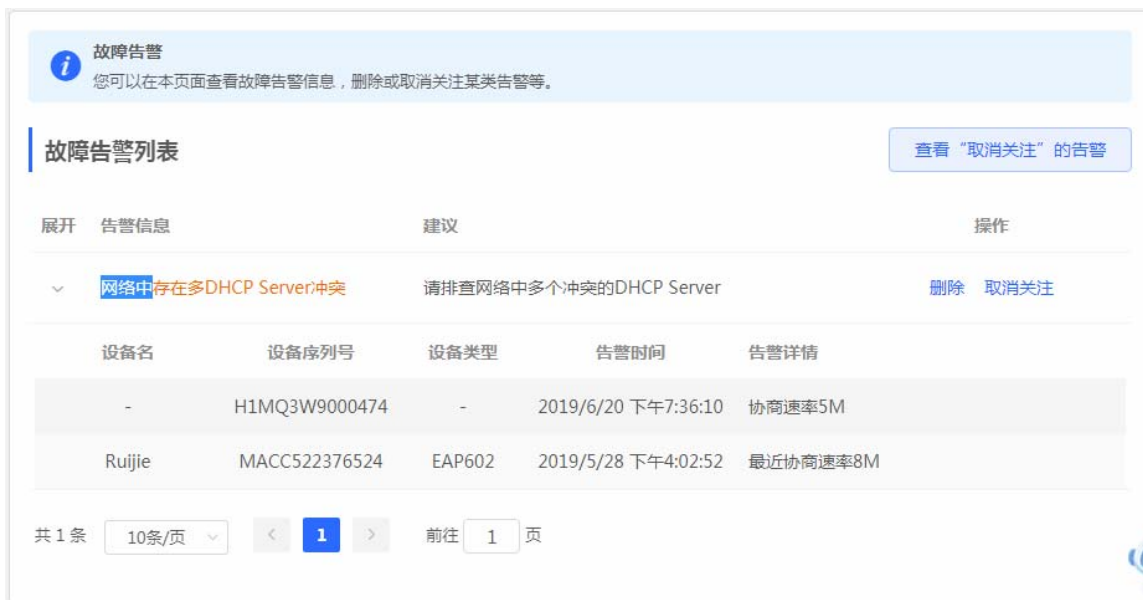 故障告警
您可以在本页面查看故障告警信息，删除或取消关注某类告警等。
故障告警列表
查看“取消关注”的告警
展开 告警信息 建议 操作
网络中存在多DHCP Server冲突 请排查网络中多个冲突的DHCP Server 删除 取消关注
设备名 设备序列号 设备类型 告警时间 告警详情
- H1MQ3W9000474 - 2019/6/20 下午7:36:10 协商速率5M
Ruijie MACC522376524 EAP602 2019/5/28 下午4:02:52 最近协商速率8M
共 1 条 10条/页 < 1 > 前往 1 页